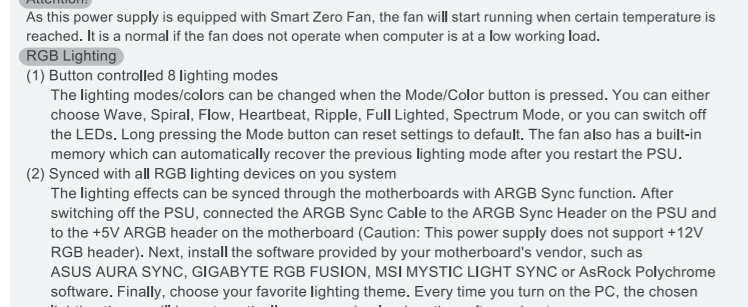 Attention!
As this power supply is equipped with Smart Zero Fan, the fan will start running when certain temperature is
reached. It is a normal if the fan does not operate when computer is at a low working load.
RGB Lighting
(1) Button controlled 8 lighting modes
The lighting modes/colors can be changed when the Mode/Color button is pressed. You can either
choose Wave, Spiral, Flow, Heartbeat, Ripple, Full Lighted, Spectrum Mode, or you can switch off
the LEDs. Long pressing the Mode button can reset settings to default. The fan also has a built-in
memory which can automatically recover the previous lighting mode after you restart the PSU.
(2) Synced with all RGB lighting devices on you system
The lighting effects can be synced through the motherboards with ARGB Sync function. After
switching off the PSU, connected the ARGB Sync Cable to the ARGB Sync Header on the PSU and
to the +5V ARGB header on the motherboard (Caution: This power supply does not support +12V
RGB header). Next, install the software provided by your motherboard's vendor, such as
ASUS AURA SYNC, GIGABYTE RGB FUSION, MSI MYSTIC LIGHT SYNC or AsRock Polychrome
software. Finally, choose your favorite lighting theme. Every time you turn on the PC, the chosen